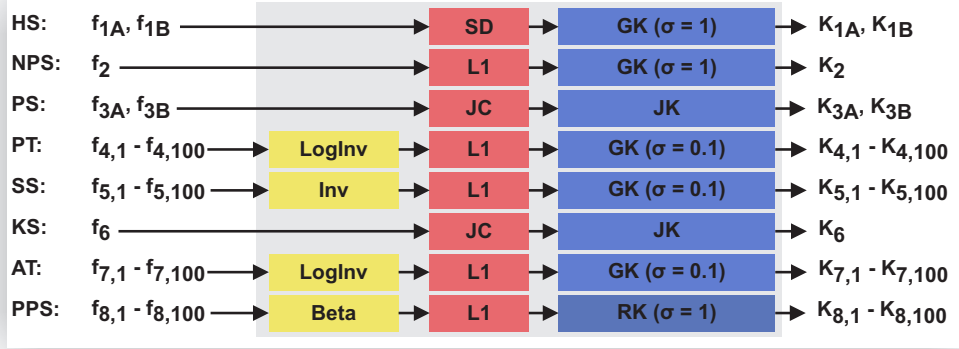 HS: f1A, f1B SD GK (σ = 1) K1A, K1B
NPS: f2 L1 GK (σ = 1) K2
PS: f3A, f3B JC JK K3A, K3B
PT: f4,1 - f4,100 LogInv L1 GK (σ = 0.1) K4,1 - K4,100
SS: f5,1 - f5,100 Inv L1 GK (σ = 0.1) K5,1 - K5,100
KS: f6 JC JK K6
AT: f7,1 - f7,100 LogInv L1 GK (σ = 0.1) K7,1 - K7,100
PPS: f8,1 - f8,100 Beta L1 RK (σ = 1) K8,1 - K8,100